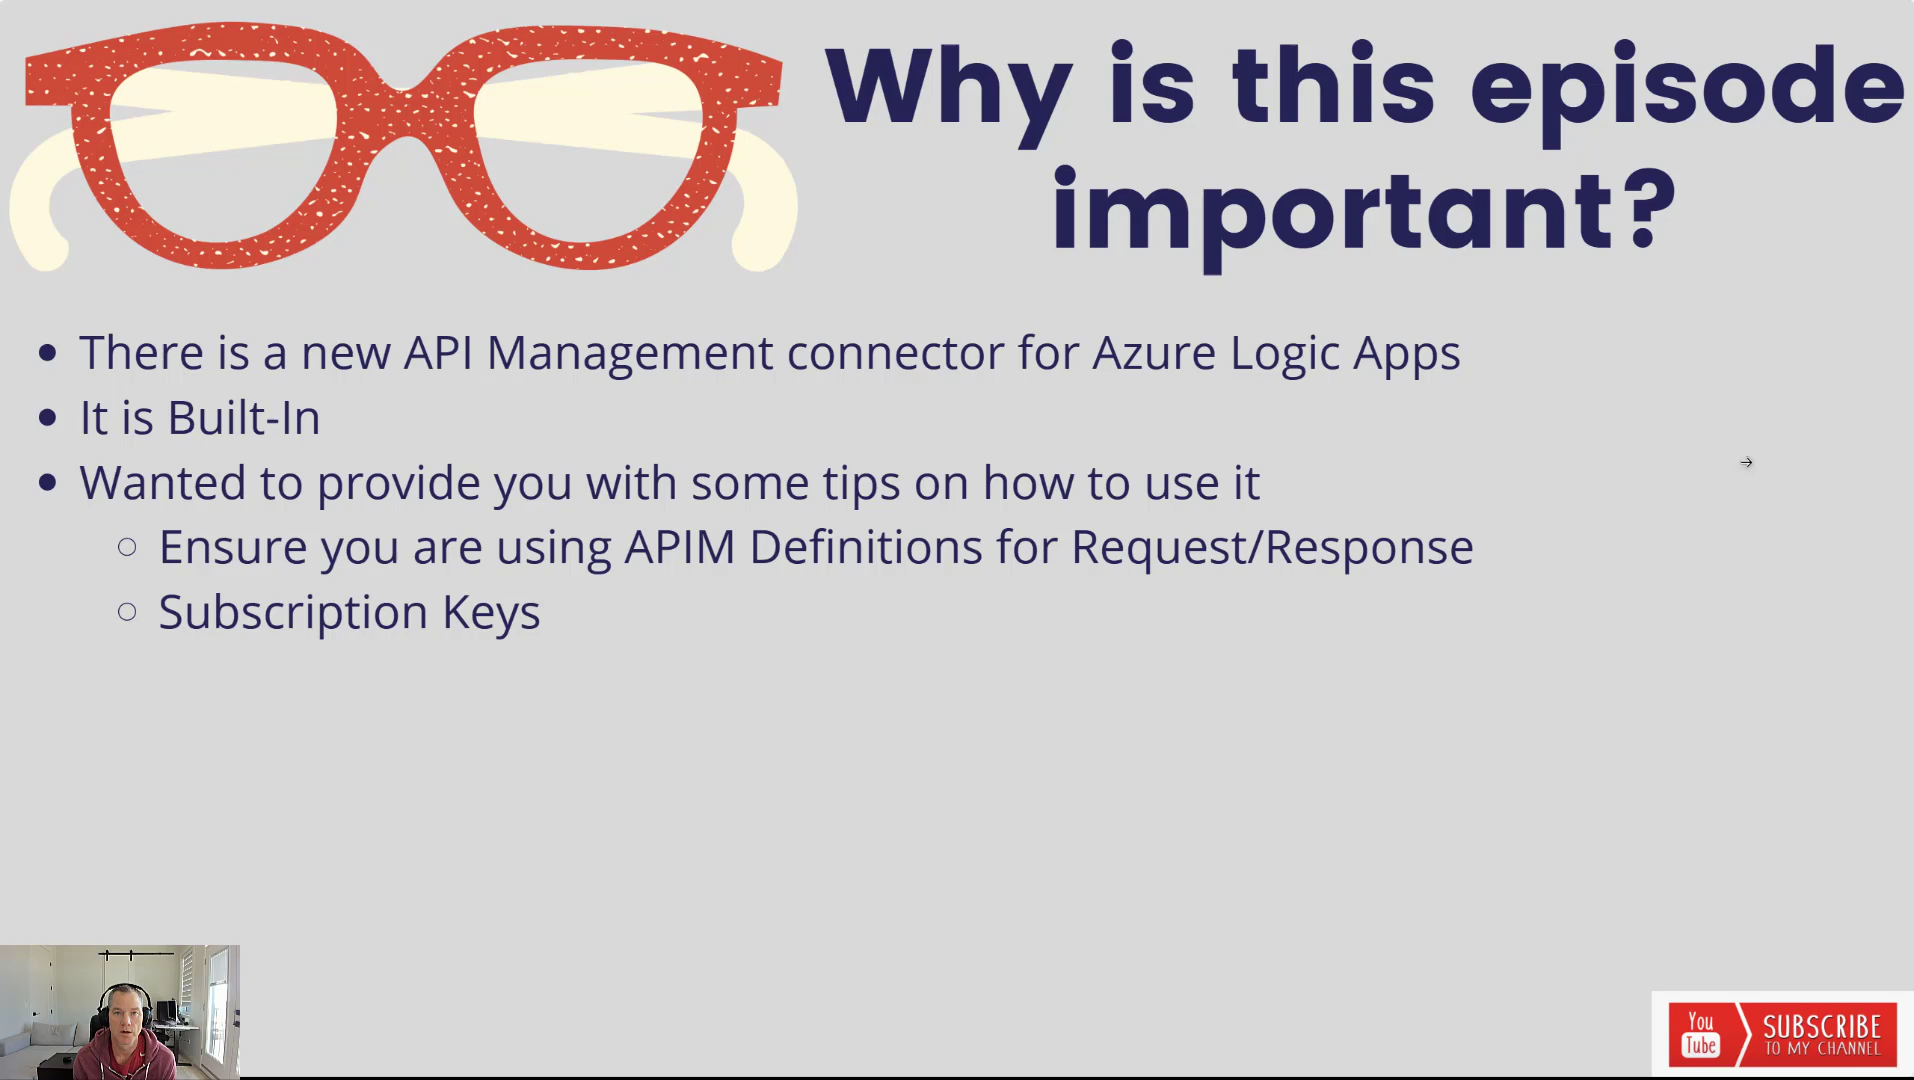 Why is this episode
important?
There is a new API Management connector for Azure Logic Apps
It is Built-In
Wanted to provide you with some tips on how to use it
Ensure you are using APIM Definitions for Request/Response
Subscription Keys
You
Tube
SUBSCRIBE
TO MY CHANNEL